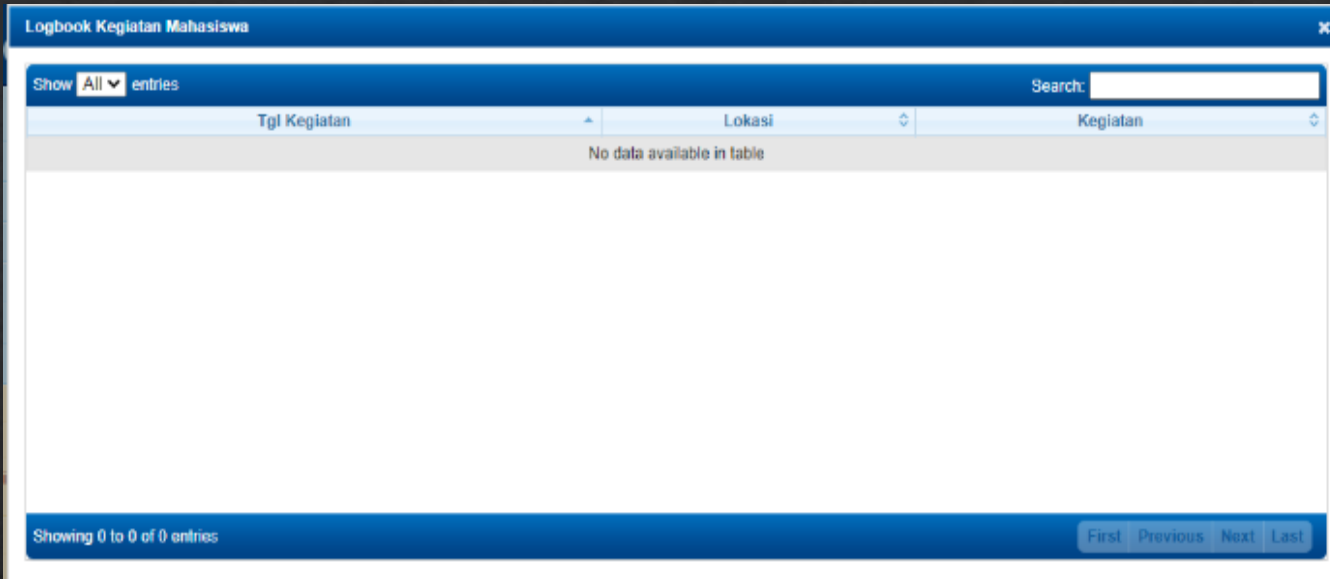 Logbook Kegiatan Mahasiswa
Show All entries Search:
Tgl Kegiatan Lokasi Kegiatan
No data available in table
Showing 0 to 0 of 0 entries First Previous Next Last